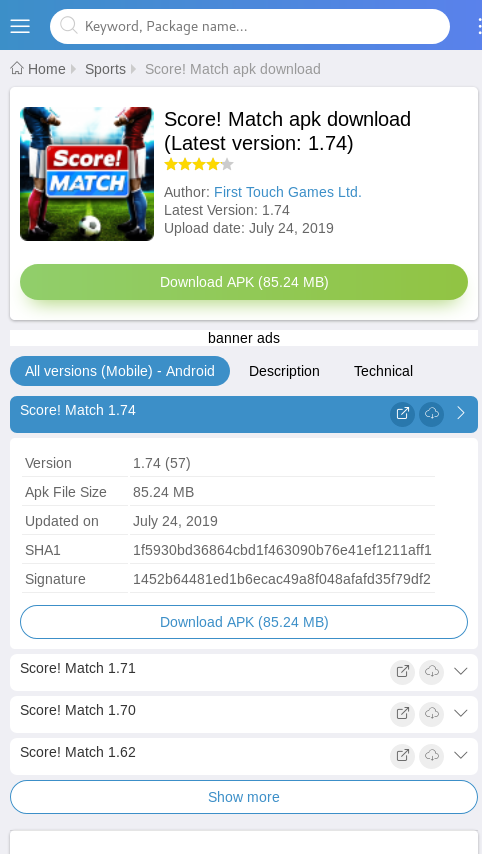 Keyword, Package name...
Home Sports Score! Match apk download
Score!
MATCH
Score! Match apk download
(Latest version: 1.74)
Author: First Touch Games Ltd.
Latest Version: 1.74
Upload date: July 24, 2019
Download APK (85.24 MB)
banner ads
All versions (Mobile) - Android Description Technical
Score! Match 1.74
Version 1.74 (57)
Apk File Size 85.24 MB
Updated on July 24, 2019
SHA1 1f5930bd36864cbd1f463090b76e41ef1211aff1
Signature 1452b64481ed1b6ecac49a8f048afafd35f79df2
Download APK (85.24 MB)
Score! Match 1.71
Score! Match 1.70
Score! Match 1.62
Show more